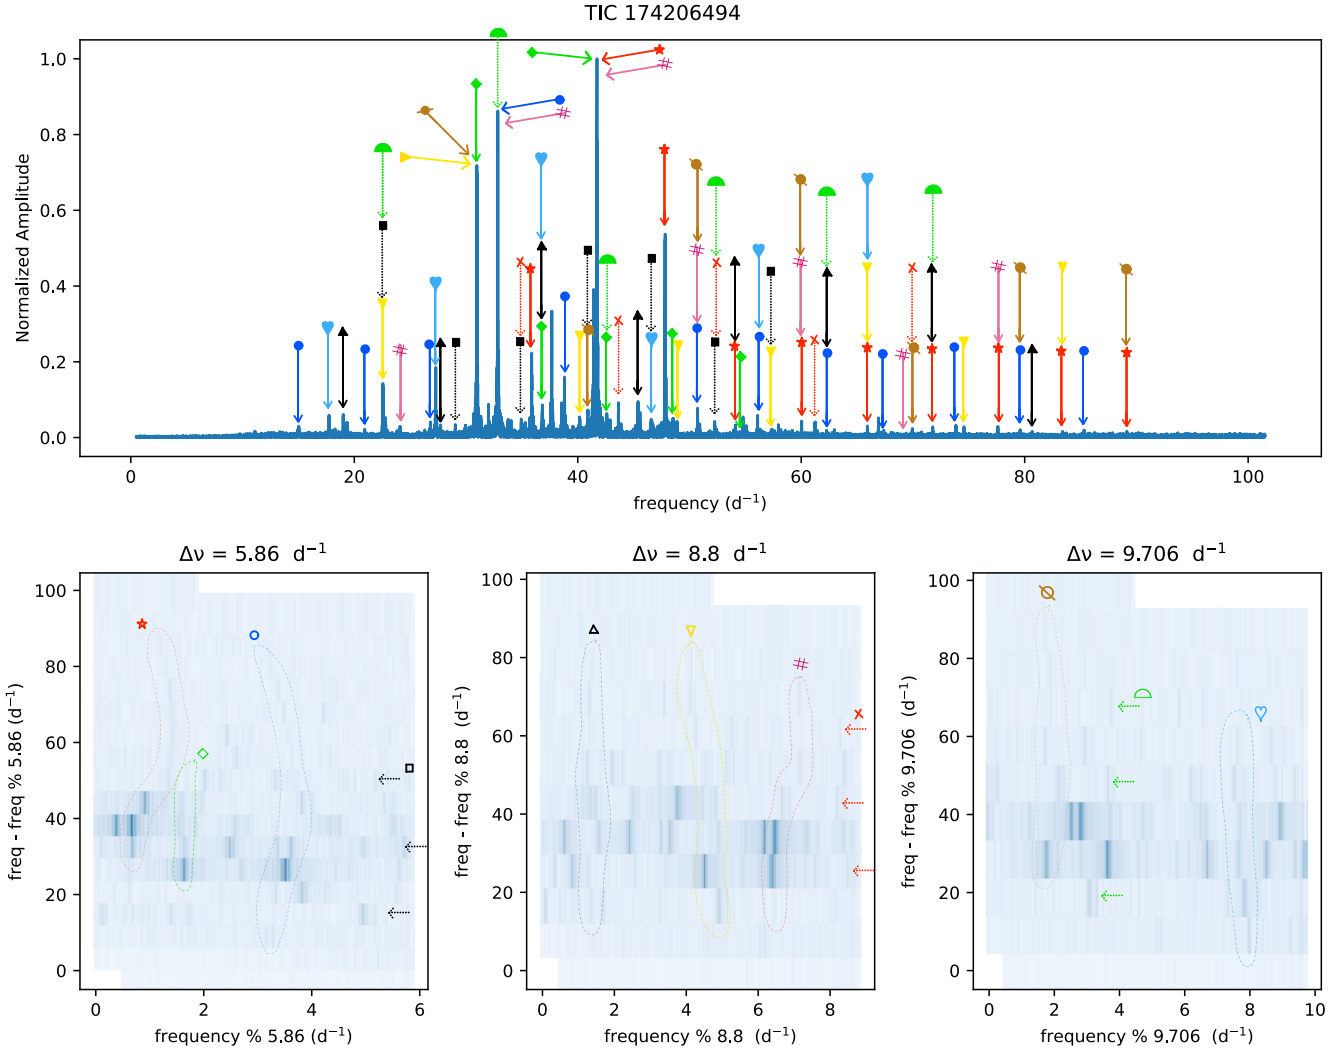 TIC 174206494
Normalized Amplitude
1.0
0.8
0.6
0.4
0.2
0.0
0 20 40 60 80 100
frequency (d⁻¹)
Δν = 5.86 d⁻¹
freq - freq % 5.86 (d⁻¹)
100
80
60
40
20
0
0 2 4 6
frequency % 5.86 (d⁻¹)
Δν = 8.8 d⁻¹
freq - freq % 8.8 (d⁻¹)
100
80
60
40
20
0
0 2 4 6 8
frequency % 8.8 (d⁻¹)
Δν = 9.706 d⁻¹
freq - freq % 9.706 (d⁻¹)
100
80
60
40
20
0
0 2 4 6 8 10
frequency % 9.706 (d⁻¹)